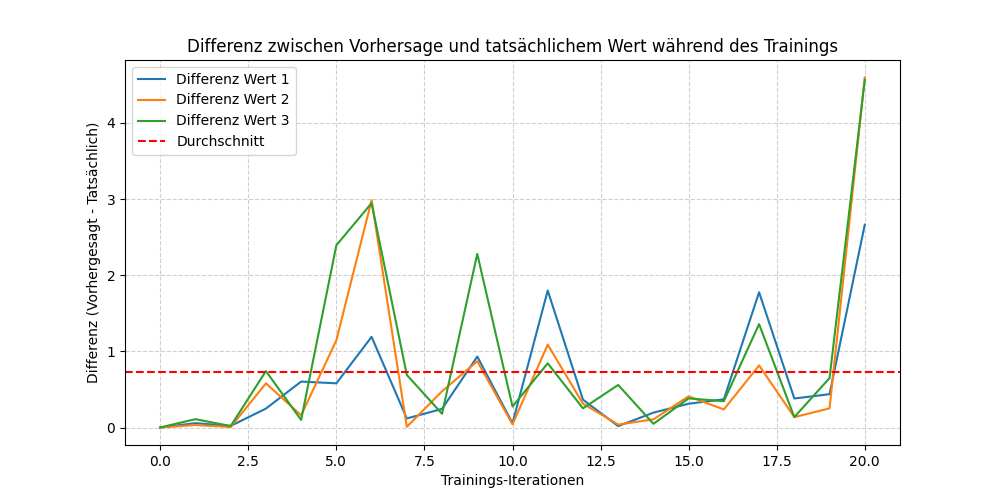 Differenz zwischen Vorhersage und tatsächlichem Wert während des Trainings
Differenz Wert 1
Differenz Wert 2
Differenz Wert 3
Durchschnitt
Differenz (Vorhergesagt - Tatsächlich)
4
3
2
1
0
0.0 2.5 5.0 7.5 10.0 12.5 15.0 17.5 20.0
Trainings-Iterationen